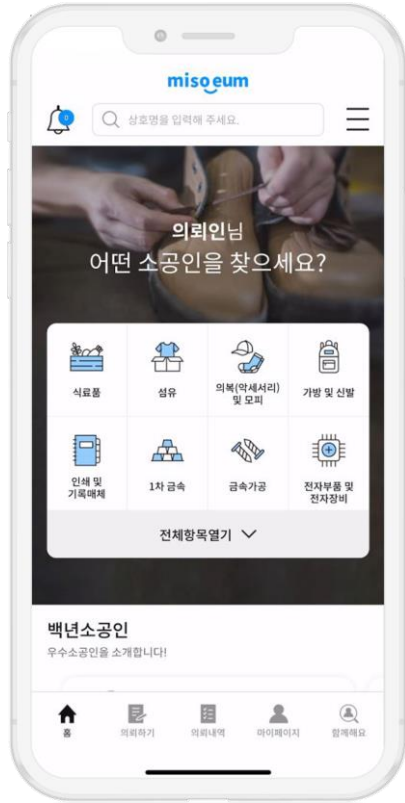 misoeum
0
상호명을 입력해 주세요.
의뢰인님
어떤 소공인을 찾으세요?
식료품
섬유
의복(악세서리)
및 모피
가방 및 신발
인쇄 및
기록매체
1차 금속
금속가공
전자부품 및
전자장비
전체항목열기
백년소공인
우수소공인을 소개합니다!
홈
의뢰하기
의뢰내역
마이페이지
함께해요